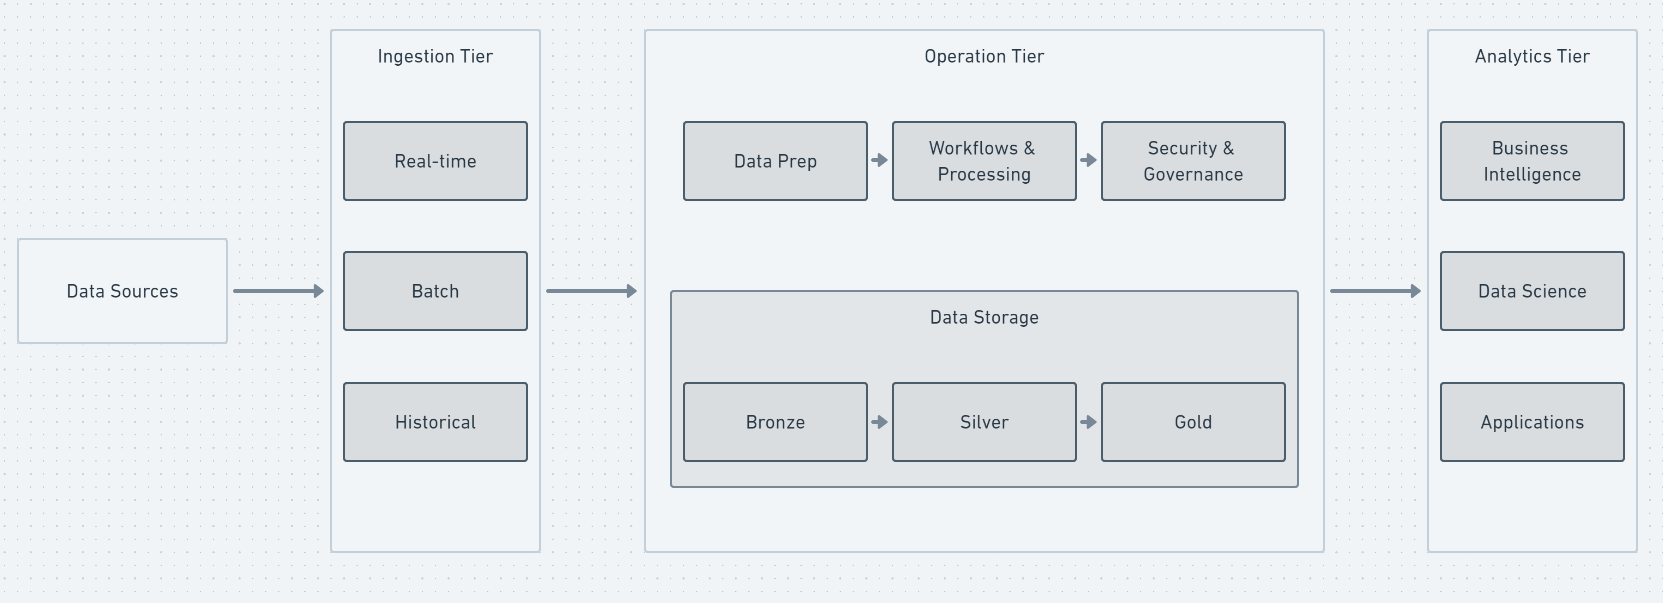 Data Sources
Ingestion Tier
Real-time
Batch
Historical
Operation Tier
Data Prep
Workflows &
Processing
Security &
Governance
Data Storage
Bronze
Silver
Gold
Analytics Tier
Business
Intelligence
Data Science
Applications